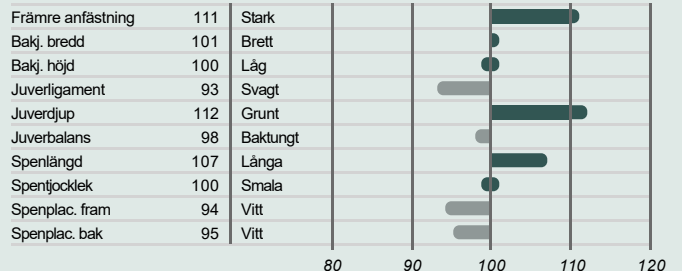 Främre anfästning 111 Stark
Bakj. bredd 101 Brett
Bakj. höjd 100 Låg
Juverligament 93 Svagt
Juverdjup 112 Grunt
Juverbalans 98 Baktungt
Spenlängd 107 Långa
Spentjocklek 100 Smala
Spenplac. fram 94 Vitt
Spenplac. bak 95 Vitt
80 90 100 110 120